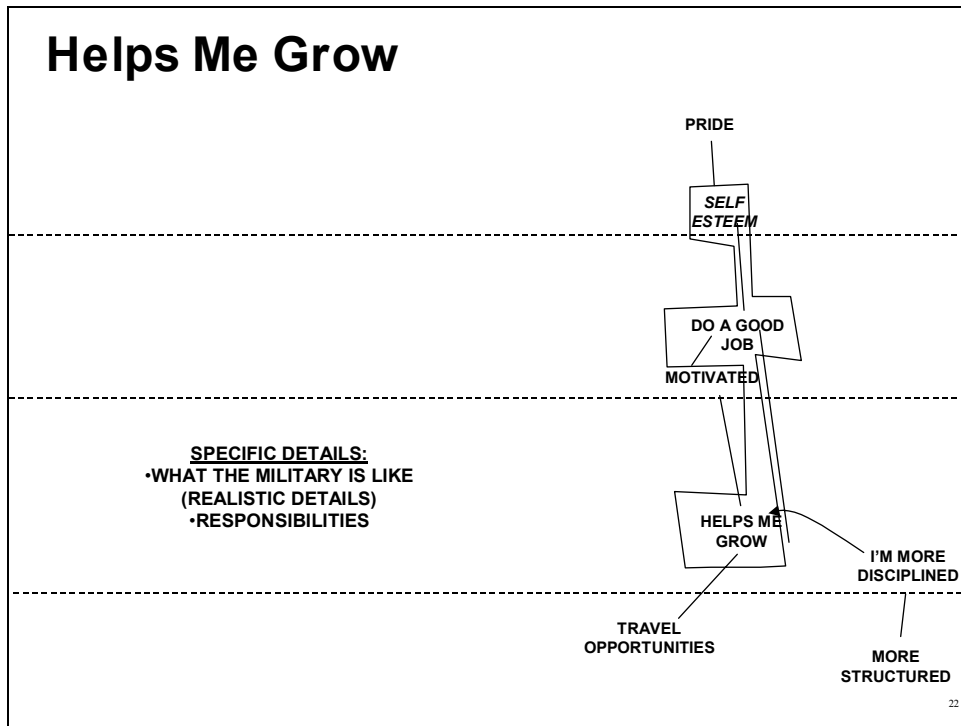 Helps Me Grow
PRIDE
SELF
ESTEEM
DO A GOOD
JOB
MOTIVATED
SPECIFIC DETAILS:
•WHAT THE MILITARY IS LIKE
(REALISTIC DETAILS)
•RESPONSIBILITIES
HELPS ME
GROW
I'M MORE
DISCIPLINED
TRAVEL
OPPORTUNITIES
MORE
STRUCTURED
22